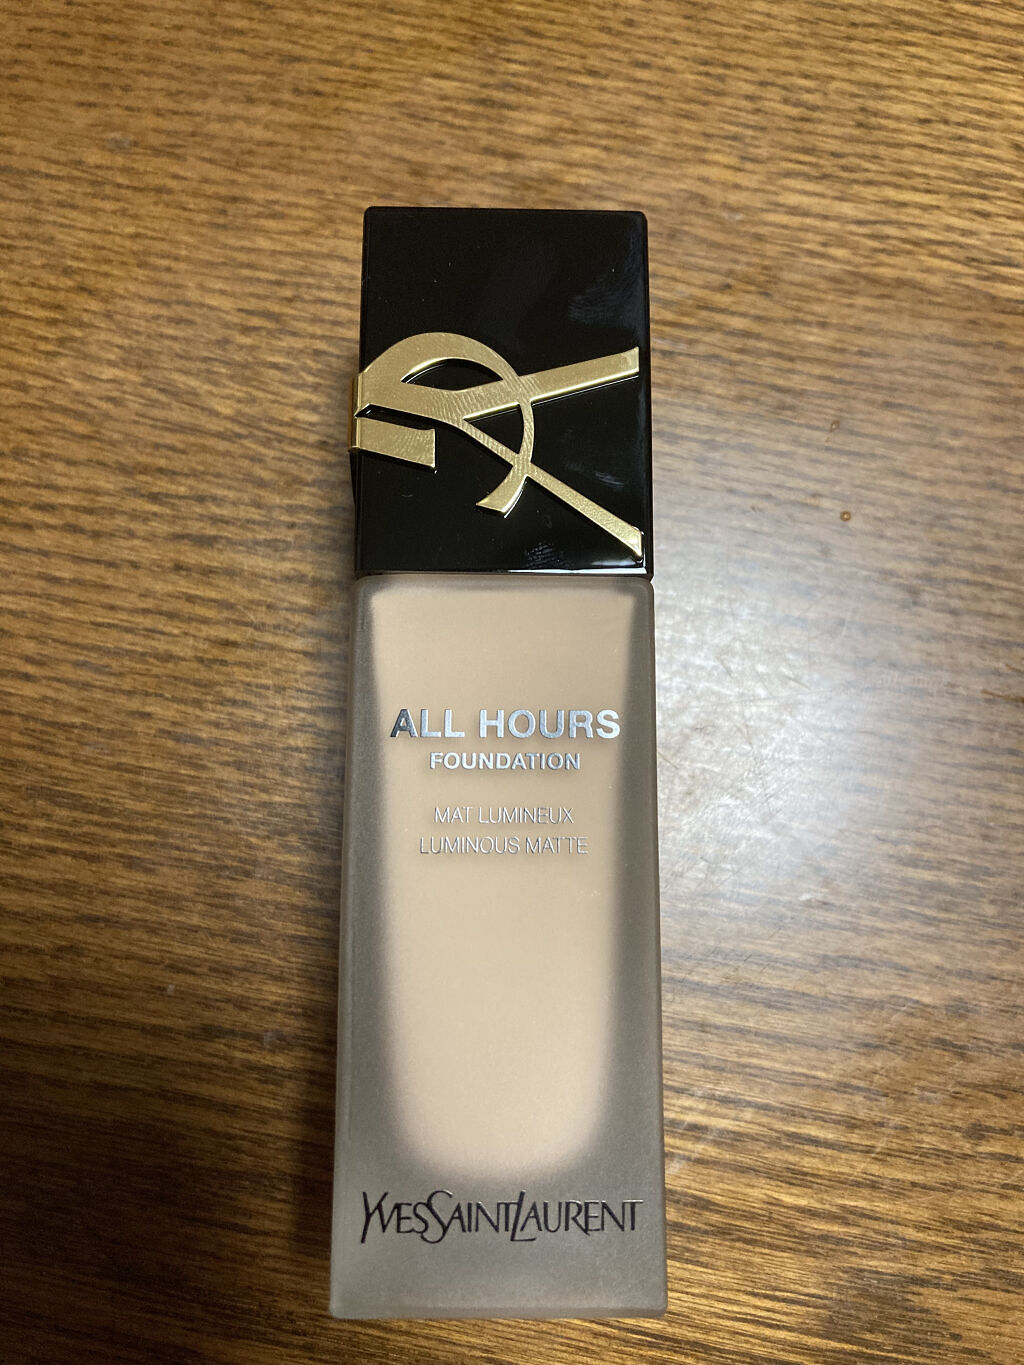 ALL HOURS
FOUNDATION
MAT LUMINEUX
LUMINOUS MATTE
YVESSAINTLAURENT